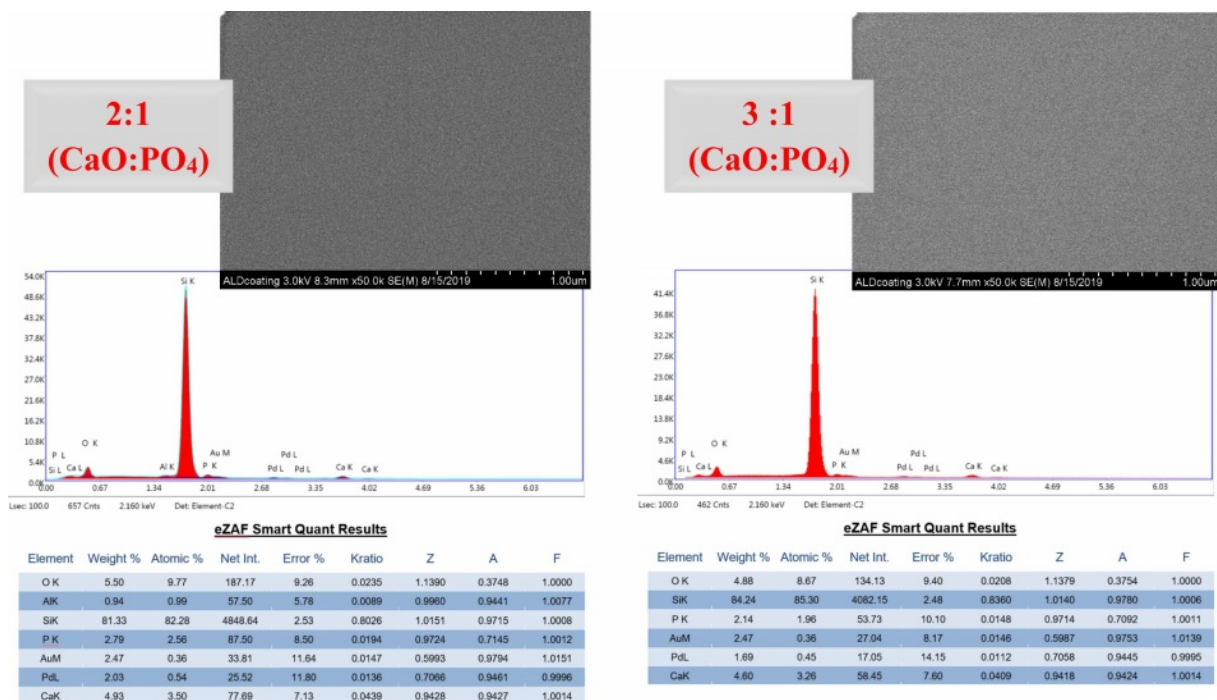 2:1
(CaO:PO₄)
ALDcoating 3.0kV 8.3mm x50.0k SE(M) 8/15/2019 1.00um
54.0K
48.6K
43.2K
37.8K
32.4K
27.0K
21.6K
16.2K
10.8K
5.4K
0.00
Si K
P L
O K
Si L
Ca L
Al K
P K
Au M
Pd L
Pd L
Pd L
Ca K
Ca K
0.00 0.67 1.34 2.01 2.68 3.35 4.02 4.69 5.36 6.03
Lsec: 100.0 657 Cnts 2.160 keV Det: Element-C2
eZAF Smart Quant Results
Element Weight % Atomic % Net Int. Error % Kratio Z A F
O K 5.50 9.77 187.17 9.26 0.0235 1.1390 0.3748 1.0000
AlK 0.94 0.99 57.50 5.78 0.0089 0.9960 0.9441 1.0077
SiK 81.33 82.28 4848.64 2.53 0.8026 1.0151 0.9715 1.0008
P K 2.79 2.56 87.50 8.50 0.0194 0.9724 0.7145 1.0012
AuM 2.47 0.36 33.81 11.64 0.0147 0.5993 0.9794 1.0151
PdL 2.03 0.54 25.52 11.80 0.0136 0.7066 0.9461 0.9996
CaK 4.93 3.50 77.69 7.13 0.0439 0.9428 0.9427 1.0014
3 :1
(CaO:PO₄)
ALDcoating 3.0kV 7.7mm x50.0k SE(M) 8/15/2019 1.00um
41.4K
36.8K
32.2K
27.6K
23.0K
18.4K
13.8K
9.2K
4.6K
Si K
P L
O K
Si L
Ca L
P K
Au M
Pd L
Pd L
Pd L
Ca K
Ca K
0.00 0.67 1.34 2.01 2.68 3.35 4.02 4.69 5.36 6.03
Lsec: 100.0 462 Cnts 2.160 keV Det: Element-C2
eZAF Smart Quant Results
Element Weight % Atomic % Net Int. Error % Kratio Z A F
O K 4.88 8.67 134.13 9.40 0.0208 1.1379 0.3754 1.0000
SiK 84.24 85.30 4082.15 2.48 0.8360 1.0140 0.9780 1.0006
P K 2.14 1.96 53.73 10.10 0.0148 0.9714 0.7092 1.0011
AuM 2.47 0.36 27.04 8.17 0.0146 0.5987 0.9753 1.0139
PdL 1.69 0.45 17.05 14.15 0.0112 0.7058 0.9445 0.9995
CaK 4.60 3.26 58.45 7.60 0.0409 0.9418 0.9424 1.0014